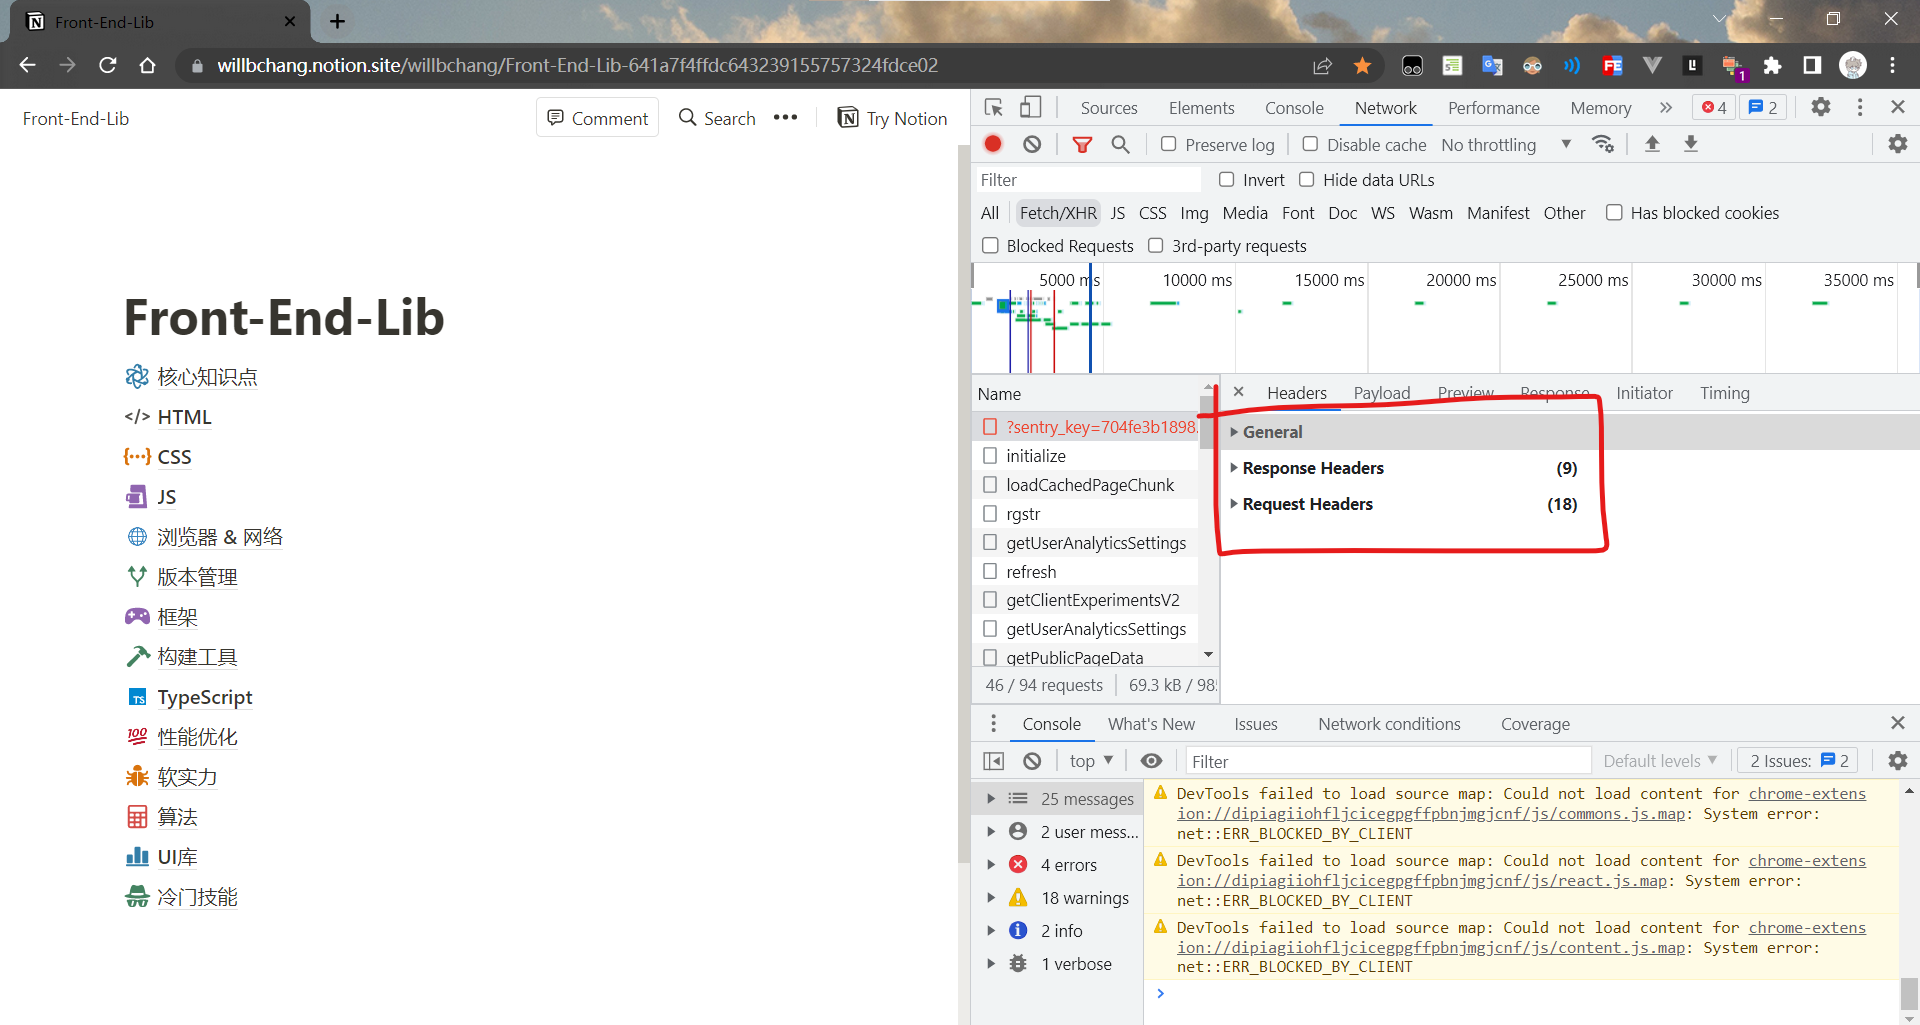 Front-End-Lib
willbchang.notion.site/willbchang/Front-End-Lib-641a7f4ffdc643239155757324fdce02
1
Front-End-Lib
Comment
Search
Try Notion
Front-End-Lib
核心知识点
HTML
CSS
JS
浏览器 & 网络
版本管理
框架
构建工具
TypeScript
性能优化
软实力
算法
UI库
冷门技能
Sources Elements Console Network Performance Memory » 4 2
Preserve log Disable cache No throttling
Filter Invert Hide data URLs
All Fetch/XHR JS CSS Img Media Font Doc WS Wasm Manifest Other Has blocked cookies
Blocked Requests 3rd-party requests
5000 ms 10000 ms 15000 ms 20000 ms 25000 ms 30000 ms 35000 ms
Name
?sentry_key=704fe3b1898.
initialize
loadCachedPageChunk
rgstr
getUserAnalyticsSettings
refresh
getClientExperimentsV2
getUserAnalyticsSettings
getPublicPageData
46 / 94 requests 69.3 kB / 98
Headers Payload Preview Response Initiator Timing
General
Response Headers (9)
Request Headers (18)
Console What's New Issues Network conditions Coverage
top Filter Default levels 2 Issues: 2
25 messages
2 user mess...
4 errors
18 warnings
2 info
1 verbose
DevTools failed to load source map: Could not load content for chrome-extens
ion://dipiagiiohfljcicegpgffpbnjmgjcnf/js/commons.js.map: System error:
net::ERR_BLOCKED_BY_CLIENT
DevTools failed to load source map: Could not load content for chrome-extens
ion://dipiagiiohfljcicegpgffpbnjmgjcnf/js/react.js.map: System error:
net::ERR_BLOCKED_BY_CLIENT
DevTools failed to load source map: Could not load content for chrome-extens
ion://dipiagiiohfljcicegpgffpbnjmgjcnf/js/content.js.map: System error:
net::ERR_BLOCKED_BY_CLIENT